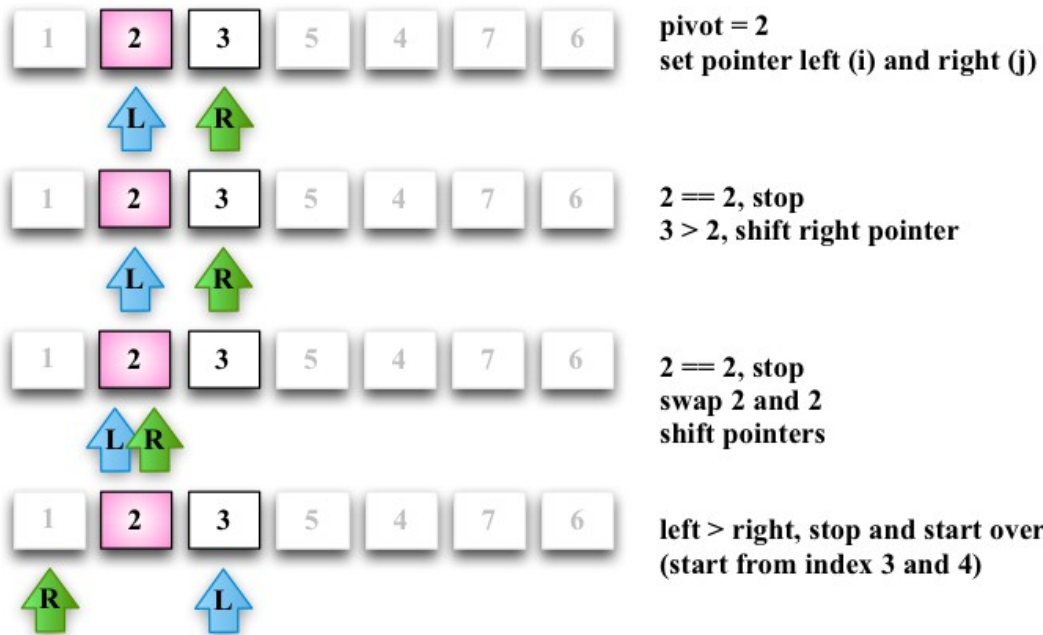 1 2 3 5 4 7 6
pivot = 2
set pointer left (i) and right (j)
L R
1 2 3 5 4 7 6
2 == 2, stop
3 > 2, shift right pointer
L R
1 2 3 5 4 7 6
2 == 2, stop
swap 2 and 2
shift pointers
L R
1 2 3 5 4 7 6
left > right, stop and start over
(start from index 3 and 4)
R L